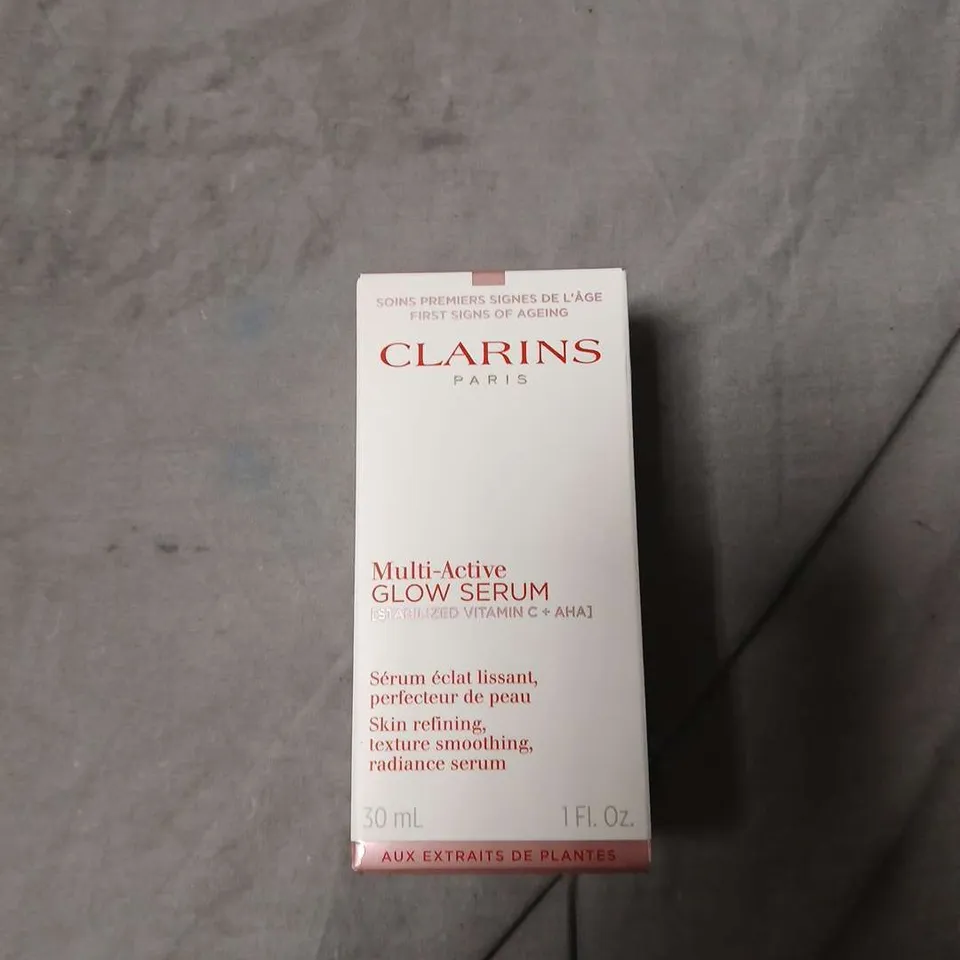 SOINS PREMIERS SIGNES DE L'ÂGE
FIRST SIGNS OF AGEING
CLARINS
PARIS
Multi-Active
GLOW SERUM
[STABILIZED VITAMIN C + AHA]
Sérum éclat lissant,
perfecteur de peau
Skin refining,
texture smoothing,
radiance serum
30 mL 1 Fl. Oz.
AUX EXTRAITS DE PLANTES